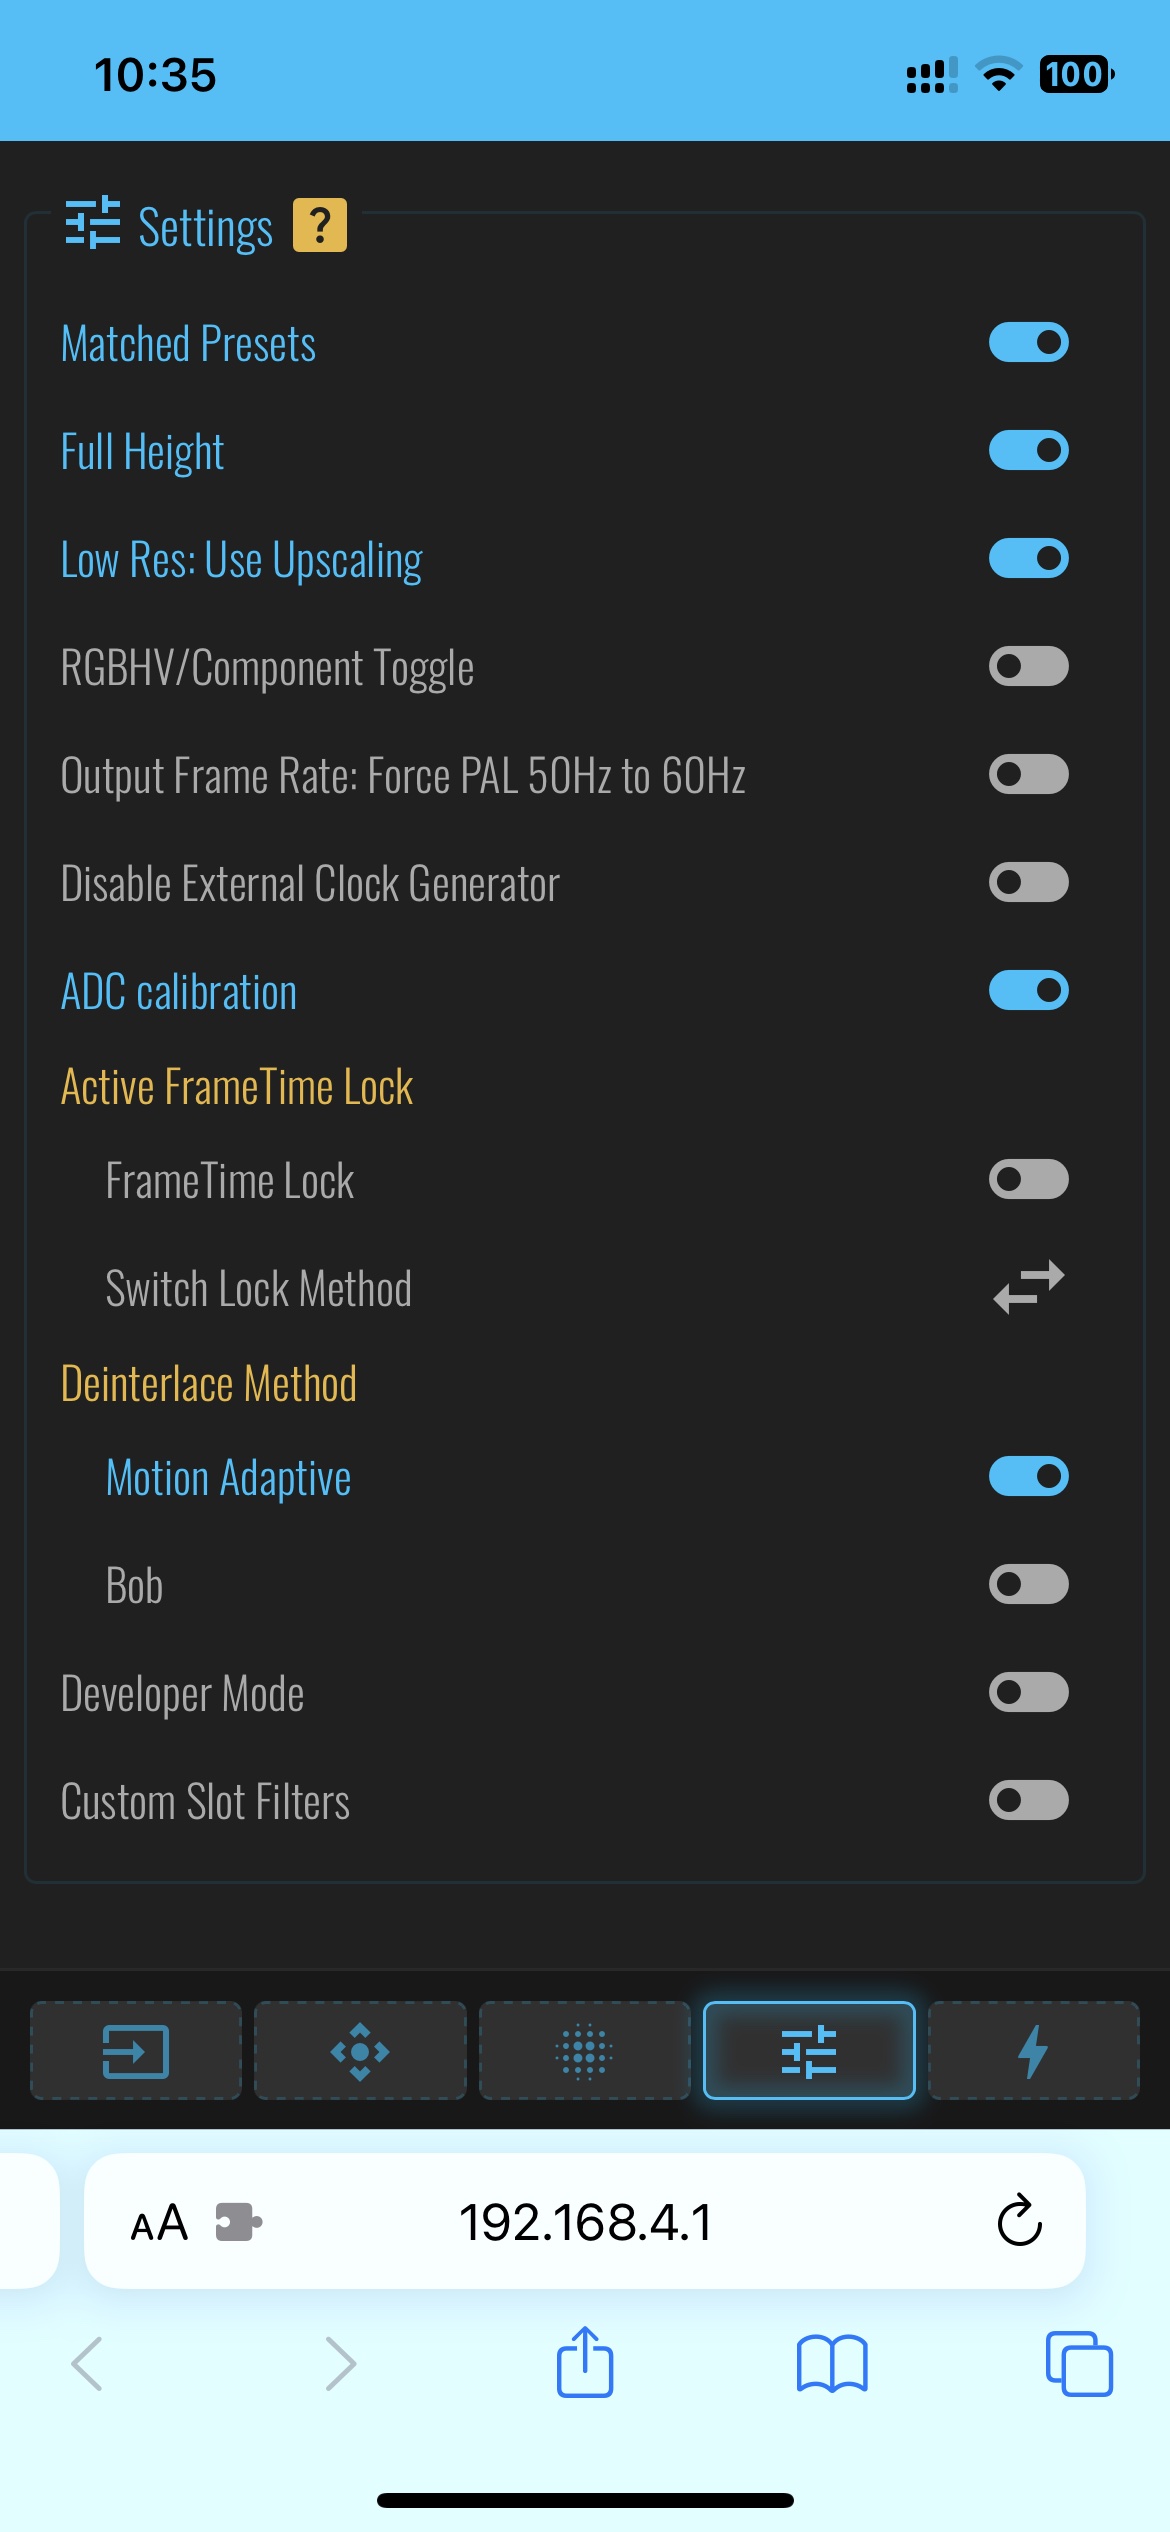 10:35
100
Settings ?
Matched Presets
Full Height
Low Res: Use Upscaling
RGBHV/Component Toggle
Output Frame Rate: Force PAL 50Hz to 60Hz
Disable External Clock Generator
ADC calibration
Active FrameTime Lock
FrameTime Lock
Switch Lock Method
Deinterlace Method
Motion Adaptive
Bob
Developer Mode
Custom Slot Filters
AA 192.168.4.1